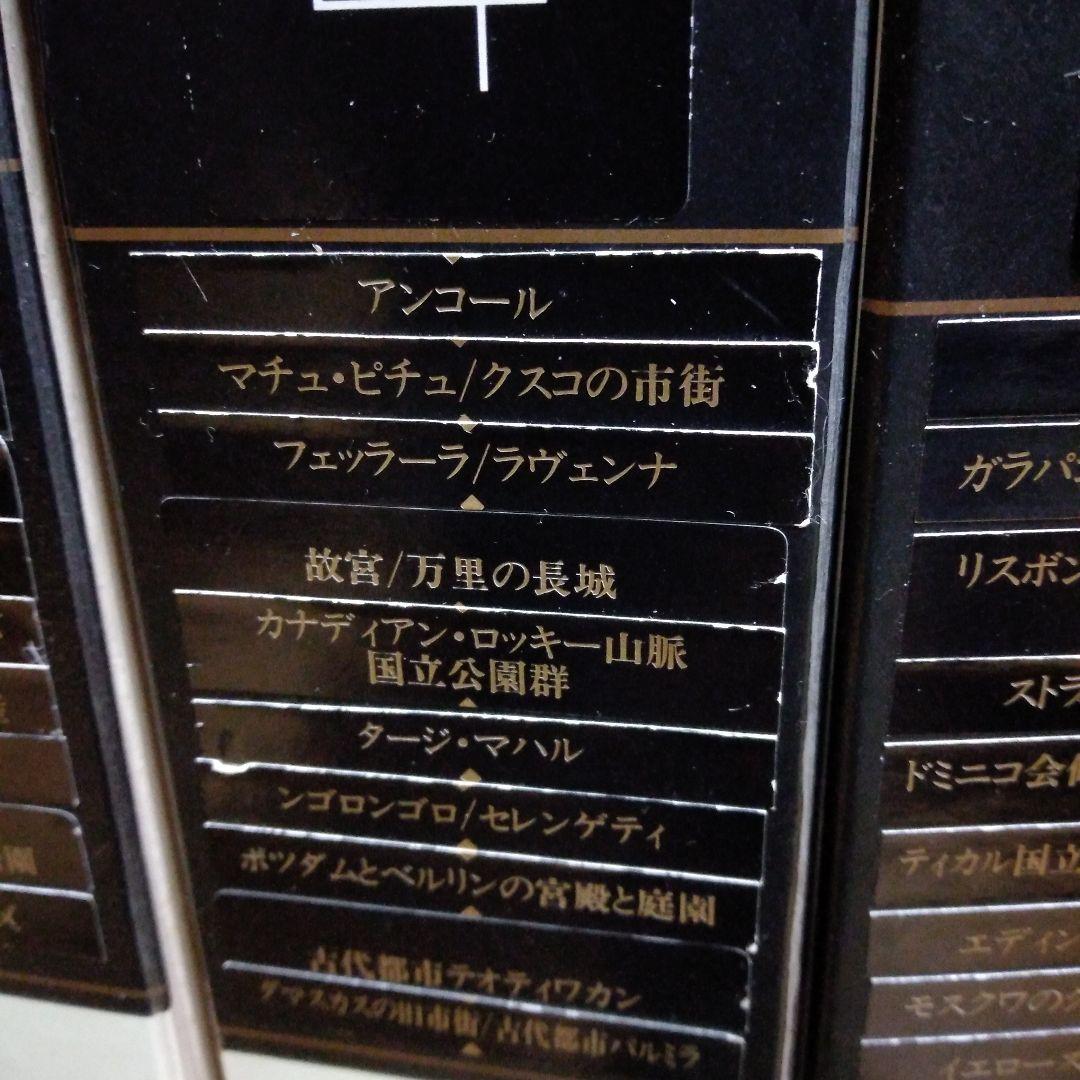 アンコール
マチュ・ピチュ/クスコの市街
フェッラーラ/ラヴェンナ
故宮/万里の長城
カナディアン・ロッキー山脈
国立公園群
タージ・マハル
ンゴロンゴロ/セレンゲティ
ポツダムとベルリンの宮殿と庭園
古代都市テオティワカン
ダマスカスの旧市街/古代都市パルミラ
ガラパ
リスボン
ストラ
ドミニコ会
ティカル国立
エディン
モスクワの
イエロー
園